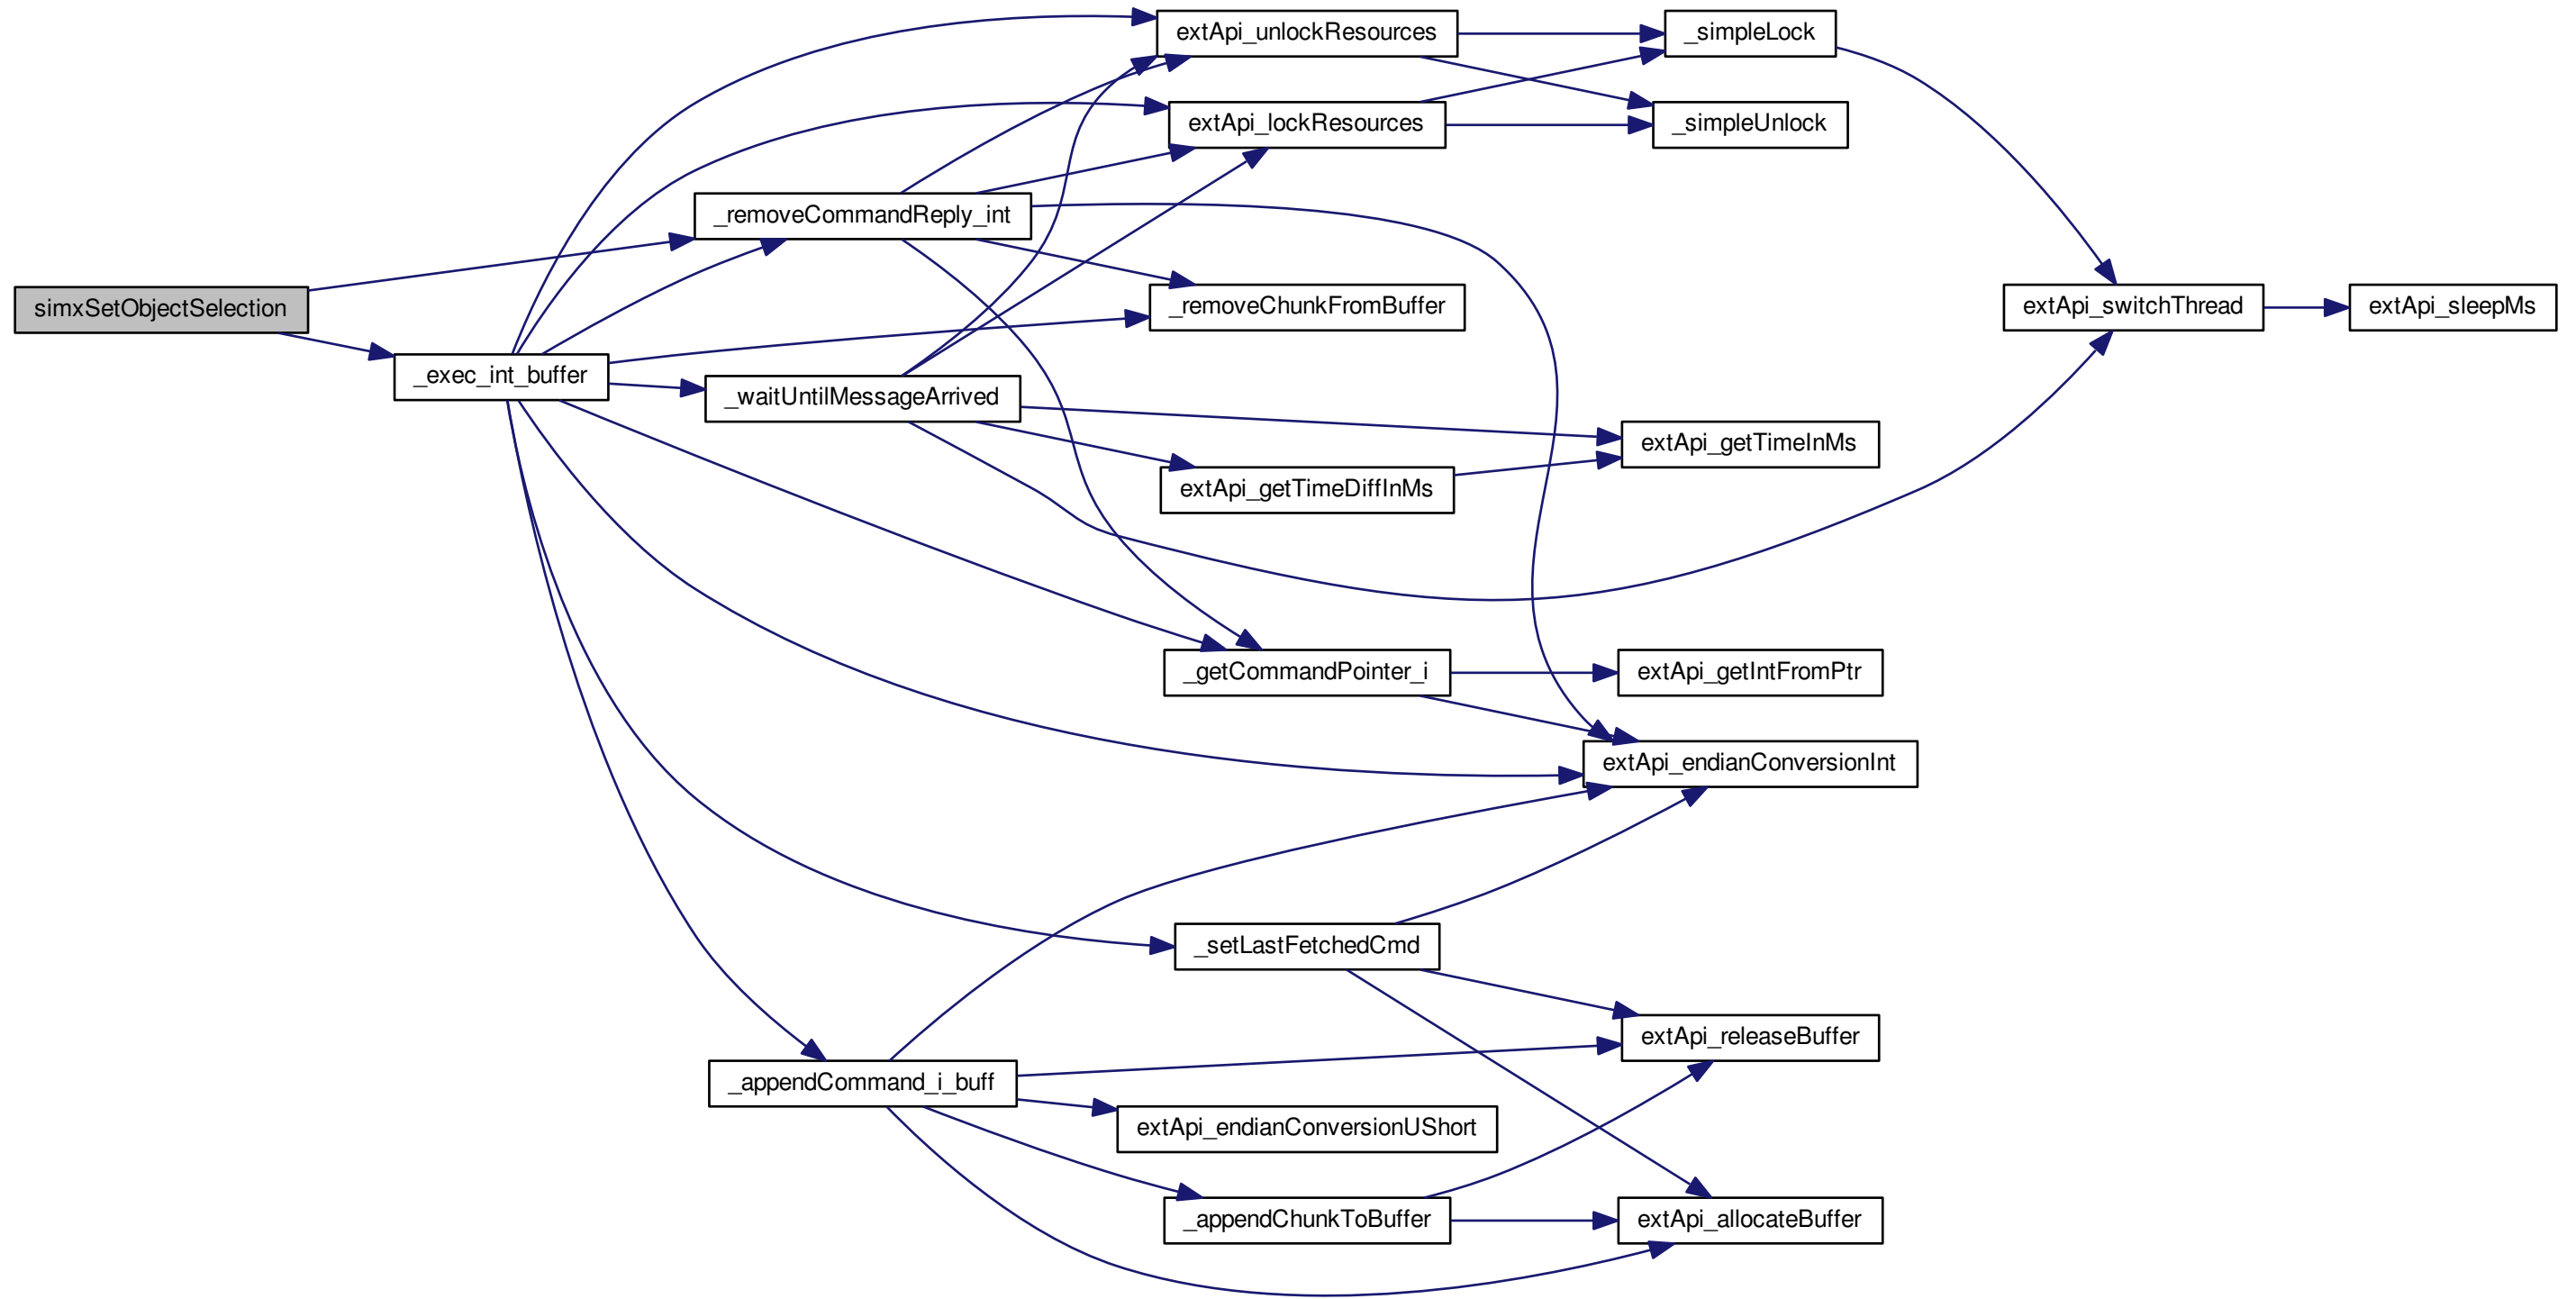 extApi_unlockResources
_simpleLock
extApi_lockResources
_simpleUnlock
_removeCommandReply_int
simxSetObjectSelection
_removeChunkFromBuffer
extApi_switchThread
extApi_sleepMs
_exec_int_buffer
_waitUntilMessageArrived
extApi_getTimeInMs
extApi_getTimeDiffInMs
_getCommandPointer_i
extApi_getIntFromPtr
extApi_endianConversionInt
_setLastFetchedCmd
extApi_releaseBuffer
_appendCommand_i_buff
extApi_endianConversionUShort
_appendChunkToBuffer
extApi_allocateBuffer